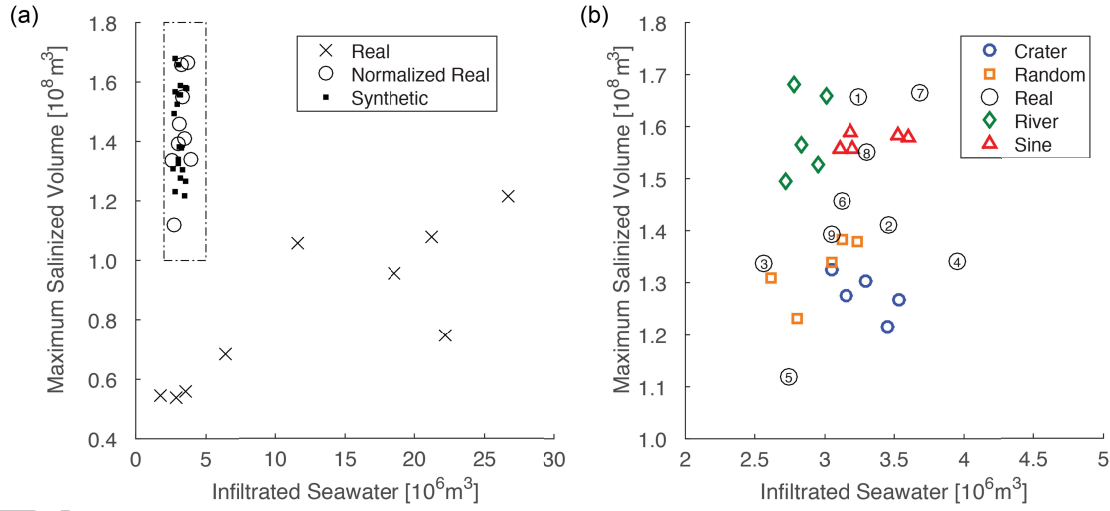 (a)
Maximum Salinized Volume [10⁸m³]
1.8
1.6
1.4
1.2
1.0
0.8
0.6
0.4
0
5
10
15
20
25
30
Infiltrated Seawater [10⁶m³]
Real
Normalized Real
Synthetic
(b)
Maximum Salinized Volume [10⁸m³]
1.8
1.7
1.6
1.5
1.4
1.3
1.2
1.1
1.0
2
2.5
3
3.5
4
4.5
5
Infiltrated Seawater [10⁶m³]
Crater
Random
Real
River
Sine
1
7
8
6
2
9
3
4
5